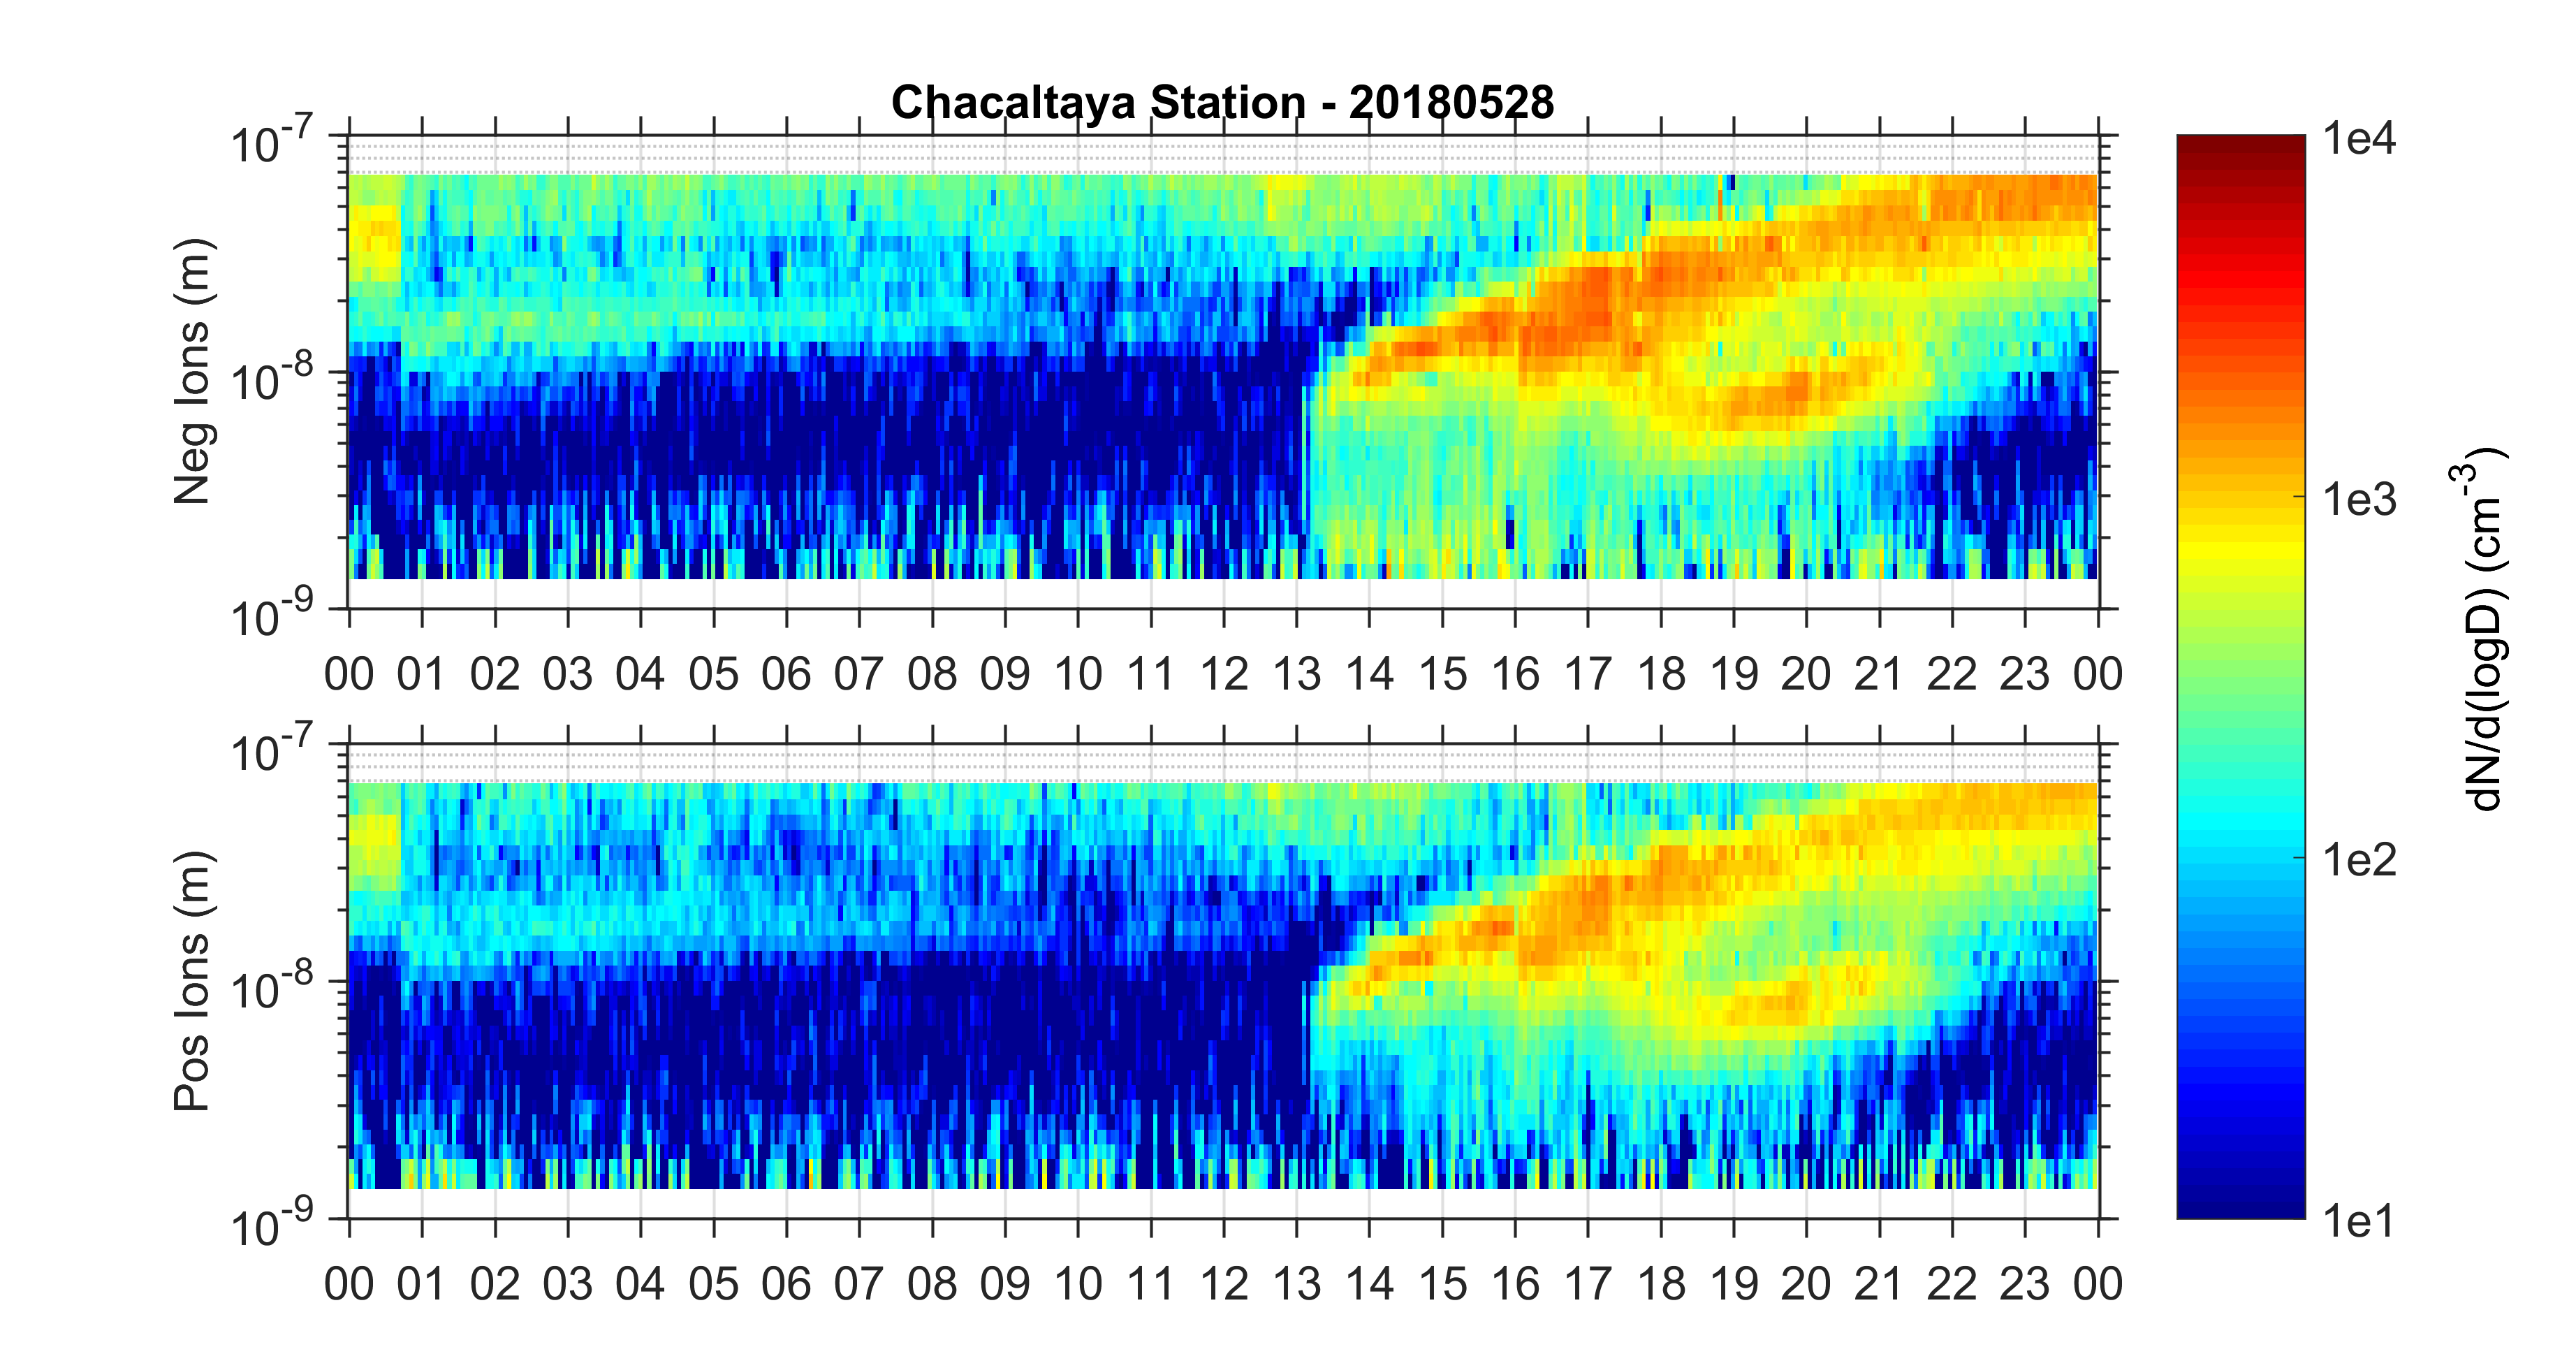 Chacaltaya Station - 20180528
10-7
10-8
10-9
Neg Ions (m)
00 01 02 03 04 05 06 07 08 09 10 11 12 13 14 15 16 17 18 19 20 21 22 23 00
10-7
10-8
10-9
Pos Ions (m)
00 01 02 03 04 05 06 07 08 09 10 11 12 13 14 15 16 17 18 19 20 21 22 23 00
1e4
1e3
1e2
1e1
dN/d(logD) (cm-3)